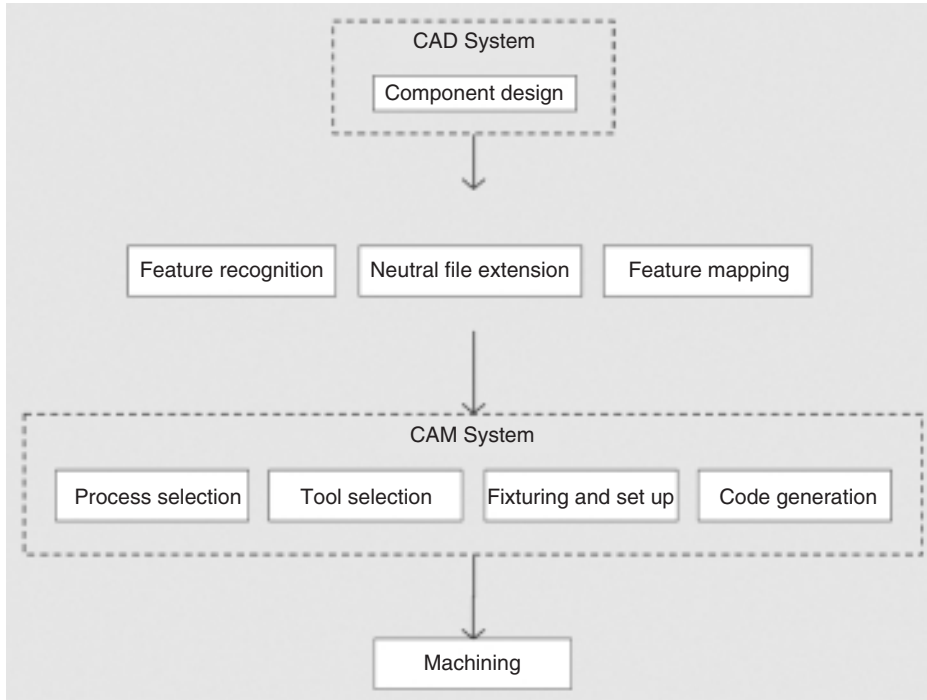 CAD System
Component design
Feature recognition
Neutral file extension
Feature mapping
CAM System
Process selection
Tool selection
Fixturing and set up
Code generation
Machining